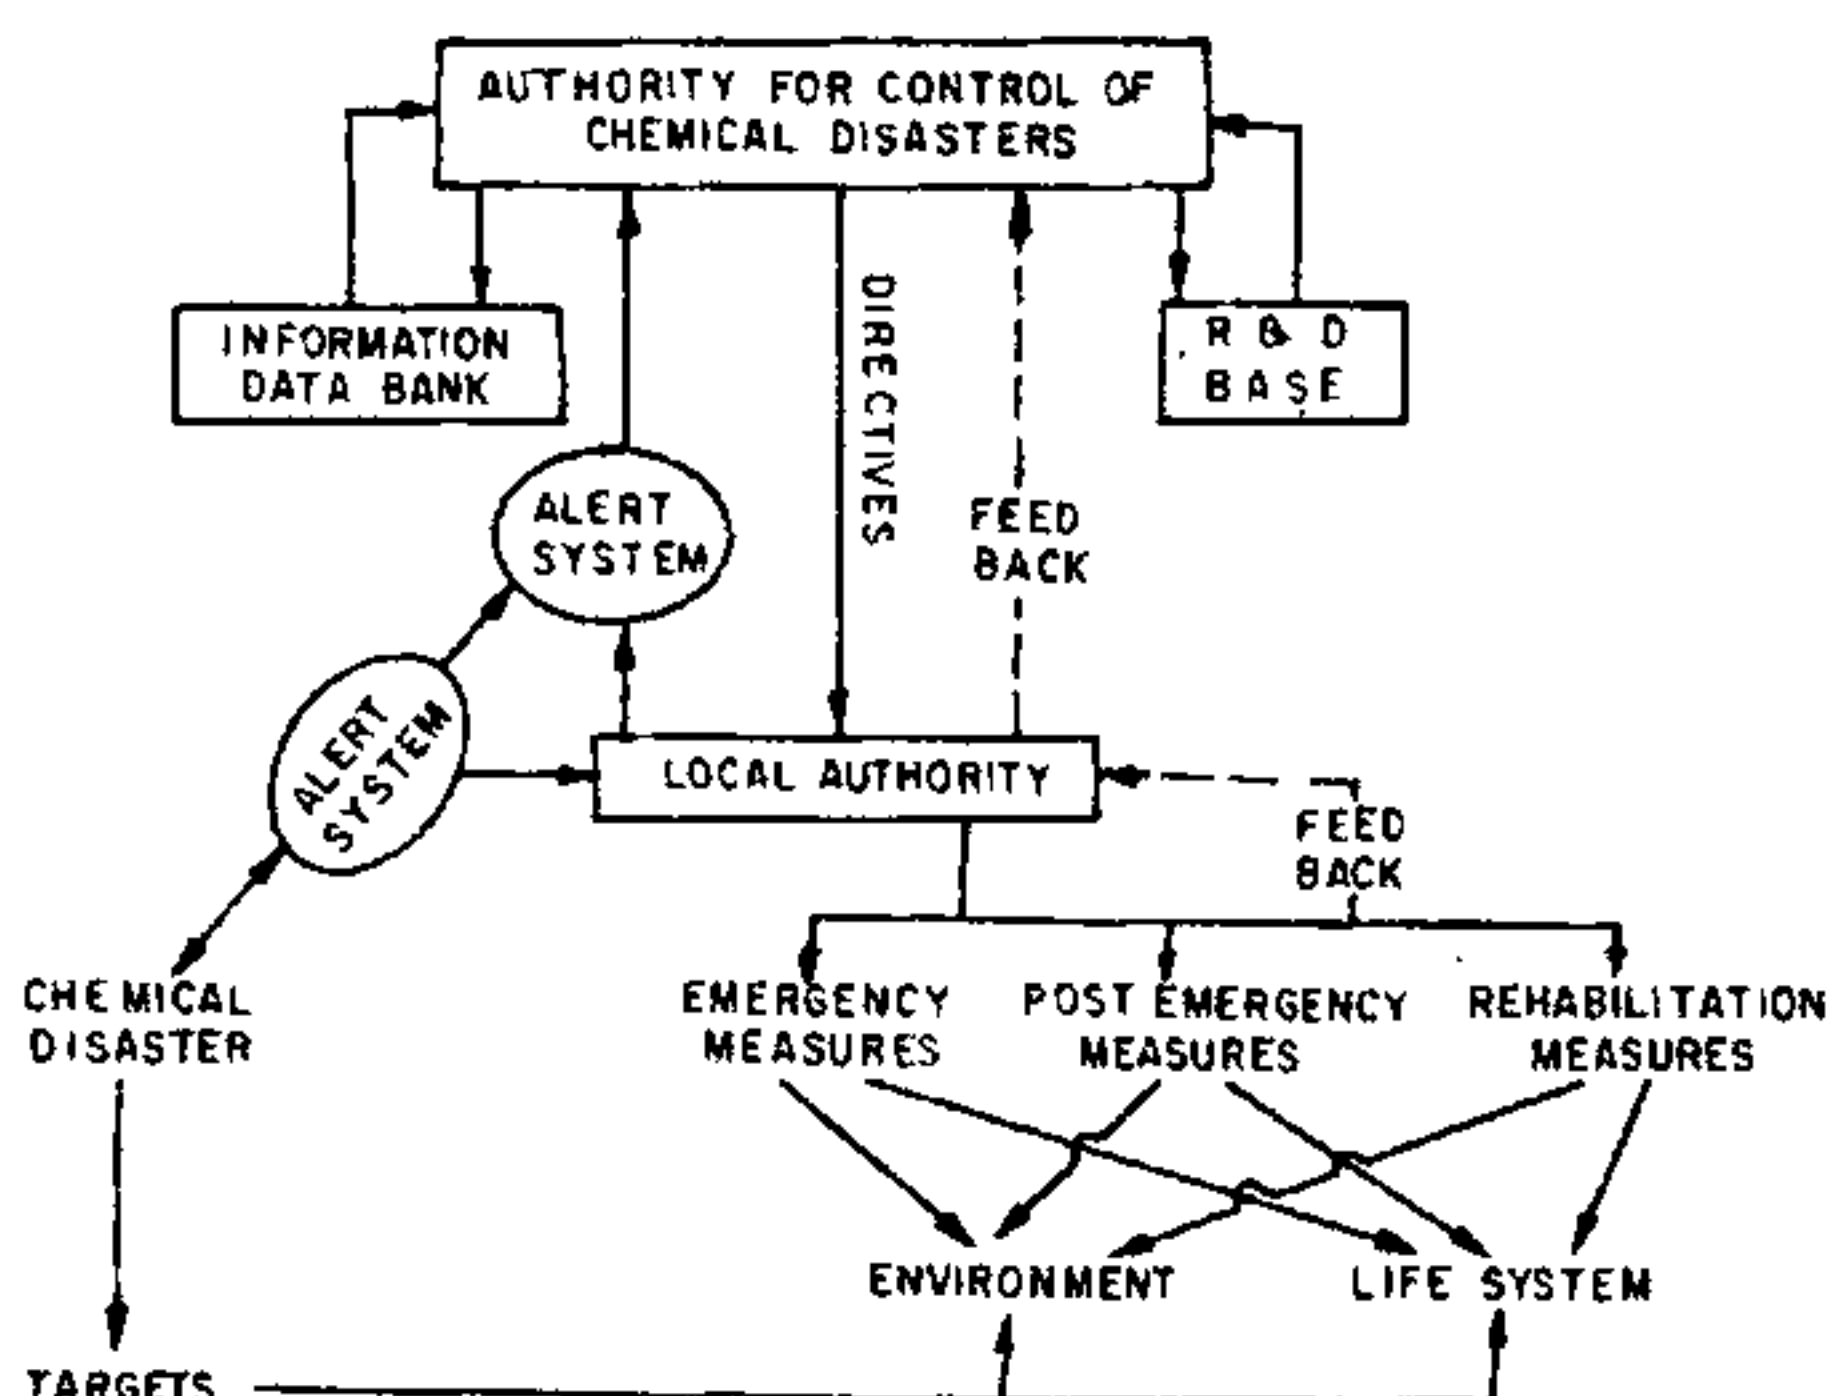 AUTHORITY FOR CONTROL OF
CHEMICAL DISASTERS
INFORMATION
DATA BANK
R & D
BASE
DIRECTIVES
ALERT
SYSTEM
FEED
BACK
ALERT
SYSTEM
LOCAL AUTHORITY
FEED
BACK
CHEMICAL
DISASTER
EMERGENCY
MEASURES
POST EMERGENCY
MEASURES
REHABILITATION
MEASURES
ENVIRONMENT
LIFE SYSTEM
TARGETS